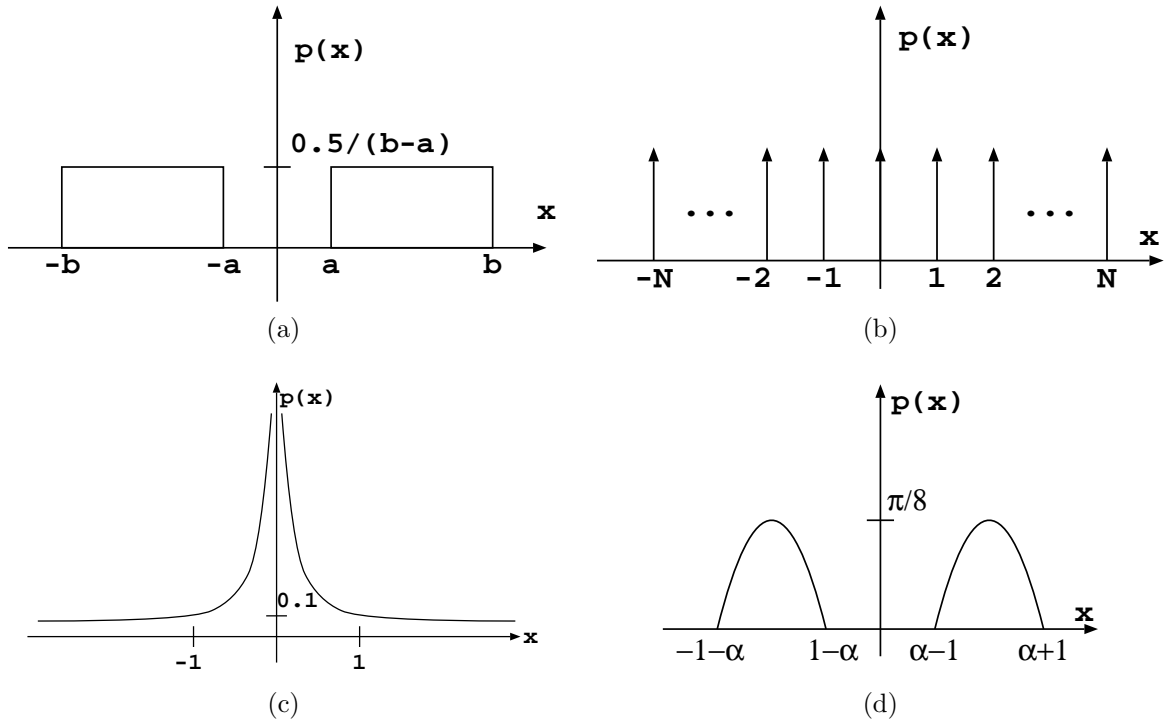 p(x)
0.5/(b-a)
x
-b -a a b
(a)
p(x)
... ...
x
-N -2 -1 1 2 N
(b)
p(x)
0.1
x
-1 1
(c)
p(x)
π/8
x
−1−α 1−α α−1 α+1
(d)